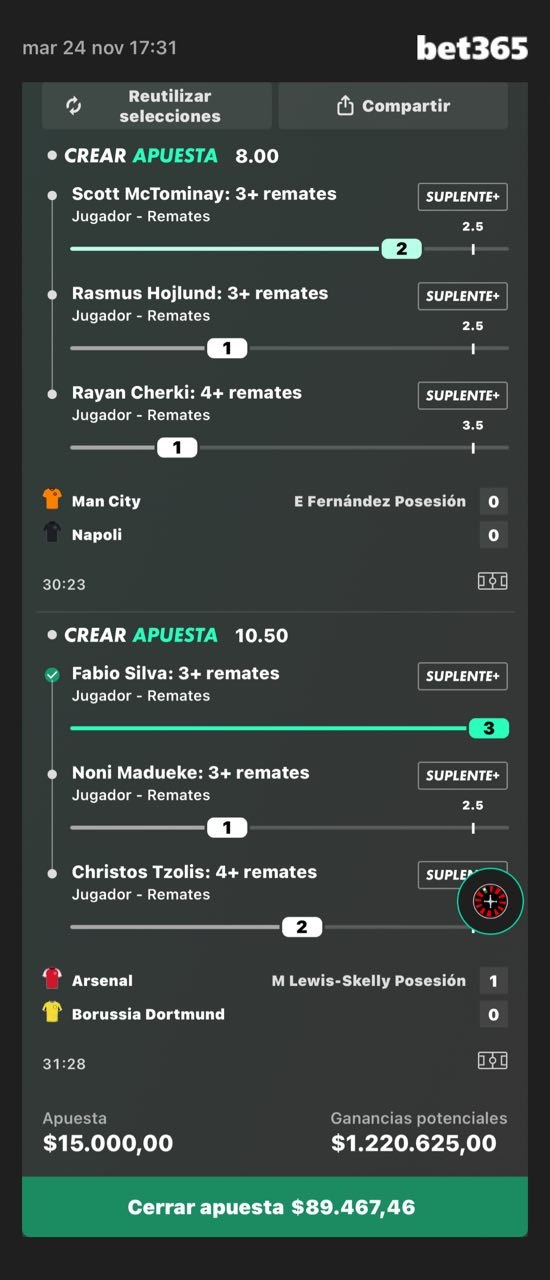 mar 24 nov 17:31
bet365
Reutilizar
selecciones
Compartir
CREAR APUESTA 8.00
Scott McTominay: 3+ remates
SUPLENTE+
Jugador - Remates
2.5
2
Rasmus Hojlund: 3+ remates
SUPLENTE+
Jugador - Remates
2.5
1
Rayan Cherki: 4+ remates
SUPLENTE+
Jugador - Remates
3.5
1
Man City
E Fernández Posesión 0
Napoli
0
30:23
CREAR APUESTA 10.50
Fabio Silva: 3+ remates
SUPLENTE+
Jugador - Remates
3
Noni Madueke: 3+ remates
SUPLENTE+
Jugador - Remates
2.5
1
Christos Tzolis: 4+ remates
Jugador - Remates
2
Arsenal
M Lewis-Skelly Posesión 1
Borussia Dortmund
0
31:28
Apuesta
Ganancias potenciales
$15.000,00
$1.220.625,00
Cerrar apuesta $89.467,46